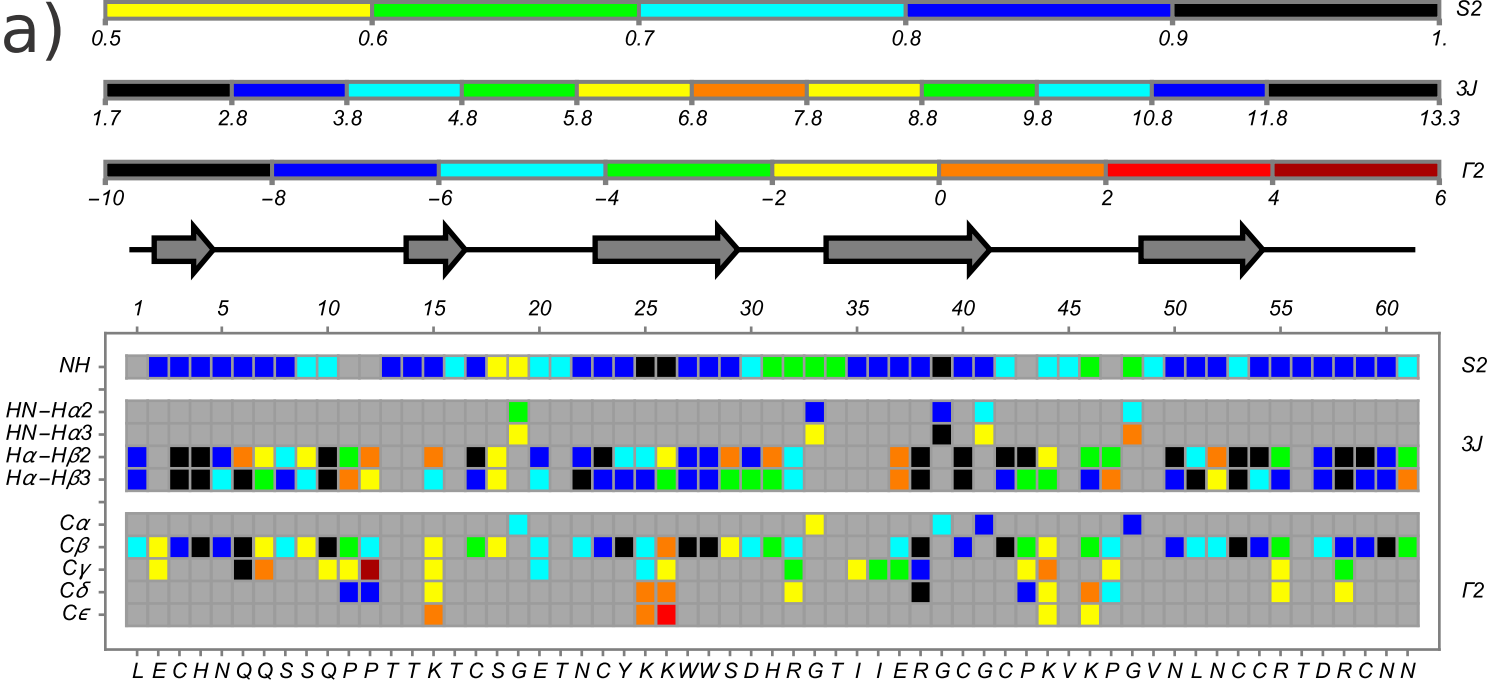 a)
S2
0.5 0.6 0.7 0.8 0.9 1.
3J
1.7 2.8 3.8 4.8 5.8 6.8 7.8 8.8 9.8 10.8 11.8 13.3
Γ2
−10 −8 −6 −4 −2 0 2 4 6
1 5 10 15 20 25 30 35 40 45 50 55 60
NH S2
HN−Hα2
HN−Hα3
3J
Hα−Hβ2
Hα−Hβ3
Cα
Cβ
Cγ
Cδ Γ2
Cϵ
L E C H N Q Q S S Q P P T T K T C S G E T N C Y K K W W S D H R G T I I E R G C G C P K V K P G V N L N C C R T D R C N N